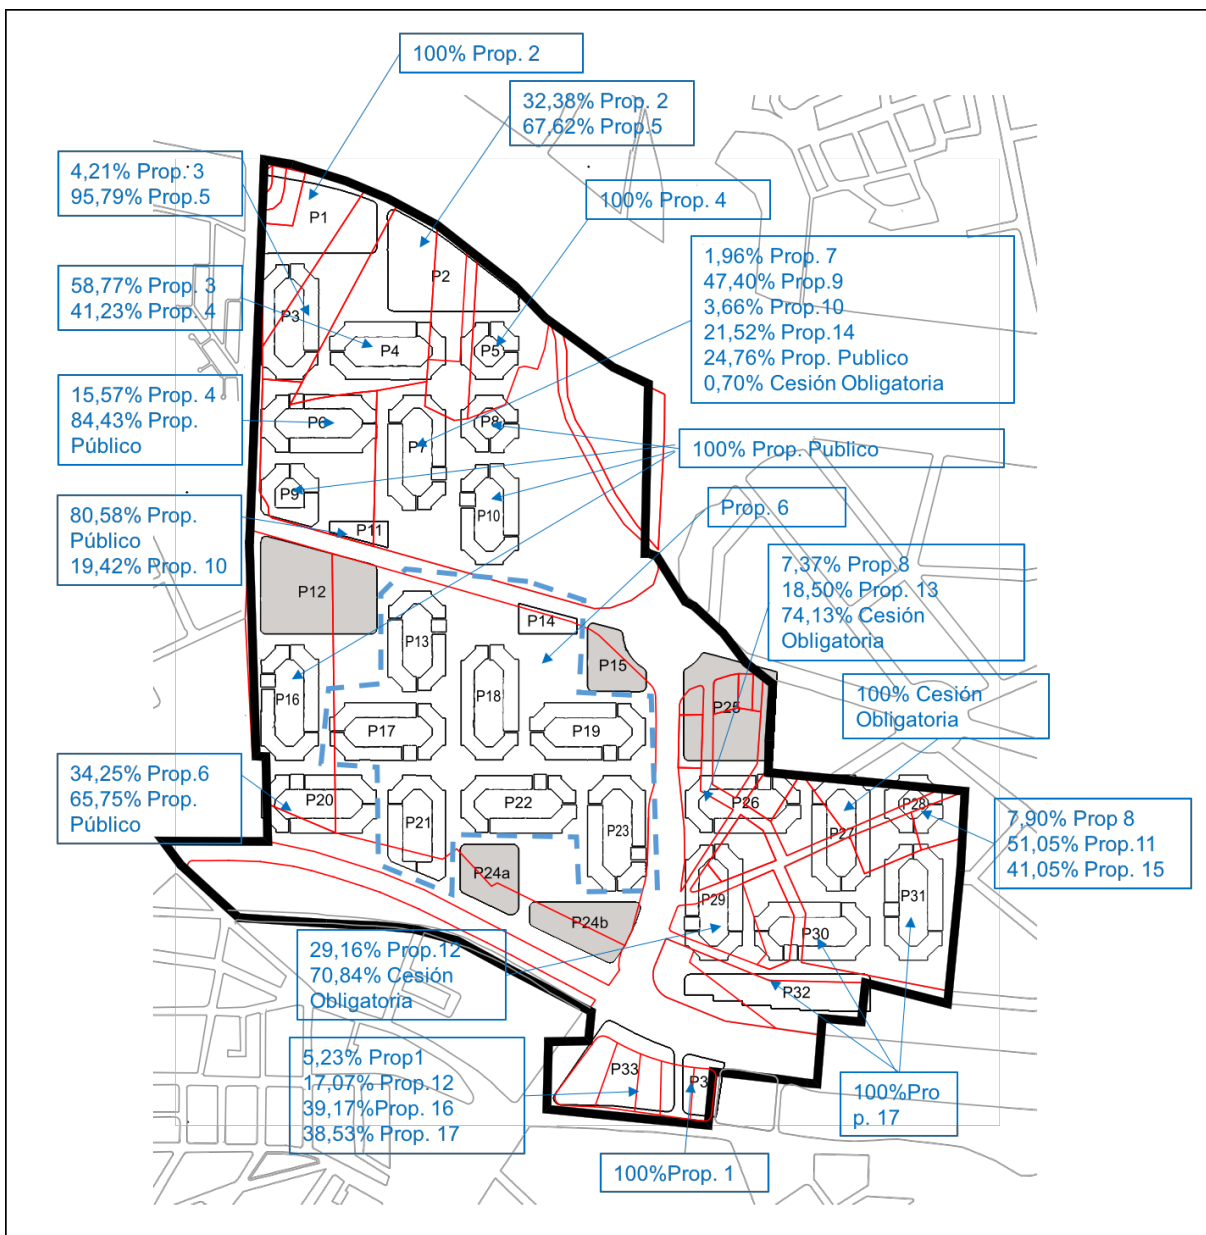 100% Prop. 2
32,38% Prop. 2
67,62% Prop.5
4,21% Prop. 3
95,79% Prop.5
100% Prop. 4
P1
P2
1,96% Prop. 7
47,40% Prop.9
3,66% Prop.10
21,52% Prop.14
24,76% Prop. Publico
0,70% Cesión Obligatoria
58,77% Prop. 3
41,23% Prop. 4
P3
P4
P5
15,57% Prop. 4
84,43% Prop.
Público
P6
P7
P8
100% Prop. Publico
P9
P10
P11
80,58% Prop.
Público
19,42% Prop. 10
Prop. 6
7,37% Prop.8
18,50% Prop. 13
74,13% Cesión
Obligatoria
P12
P13
P14
P15
P16
P17
P18
P19
P25
100% Cesión
Obligatoria
34,25% Prop.6
65,75% Prop.
Público
P20
P21
P22
P23
P26
P27
P28
7,90% Prop 8
51,05% Prop.11
41,05% Prop. 15
P24a
P24b
P29
P30
P31
29,16% Prop.12
70,84% Cesión
Obligatoria
P32
5,23% Prop1
17,07% Prop.12
39,17%Prop. 16
38,53% Prop. 17
P33
P3
100%Pro
p. 17
100%Prop. 1